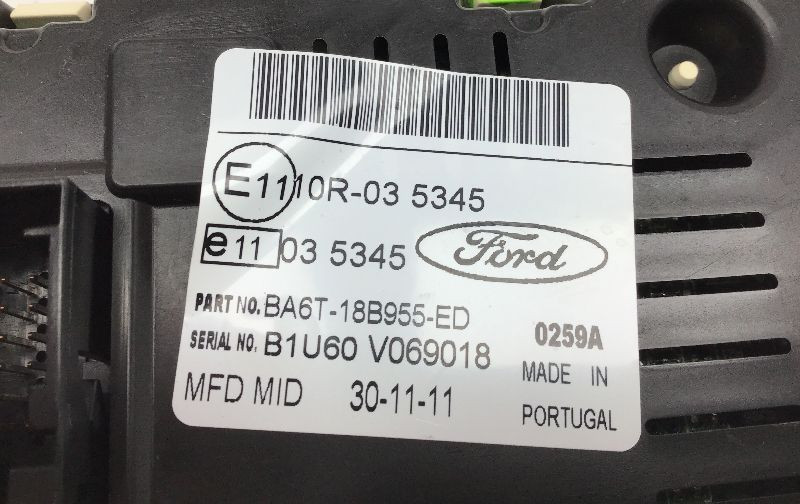 E11 10R-03 5345
e11 03 5345 Ford
PART NO. BA6T-18B955-ED
SERIAL NO. B1U60 V069018
0259A
MFD MID 30-11-11
MADE IN
PORTUGAL